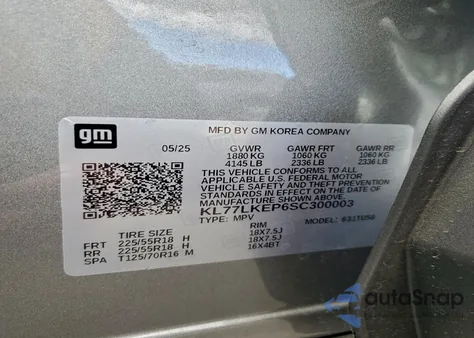 gm
MFD BY GM KOREA COMPANY
05/25 GVWR GAWR FRT GAWR RR
1880 KG 1060 KG 1060 KG
4145 LB 2336 LB 2336 LB
THIS VEHICLE CONFORMS TO ALL
APPLICABLE U.S. FEDERAL MOTOR
VEHICLE SAFETY AND THEFT PREVENTION
STANDARDS IN EFFECT ON THE DATE OF
MANUFACTURE SHOWN ABOVE.
KL77LKEP6SC300003
TYPE: MPV MODEL:
TIRE SIZE RIM
FRT 225/55R18 H 18X7.5J
RR 225/55R18 H 18X7.5J
SPA T125/70R16 M 16X4BT
autoSnap